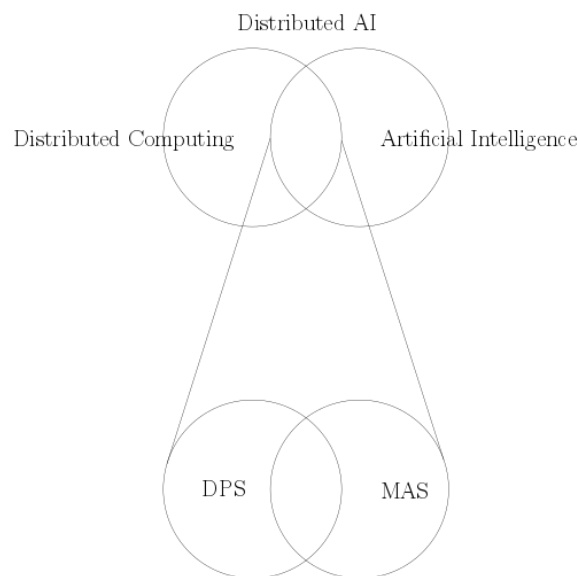 Distributed AI
Distributed Computing
Artificial Intelligence
DPS
MAS